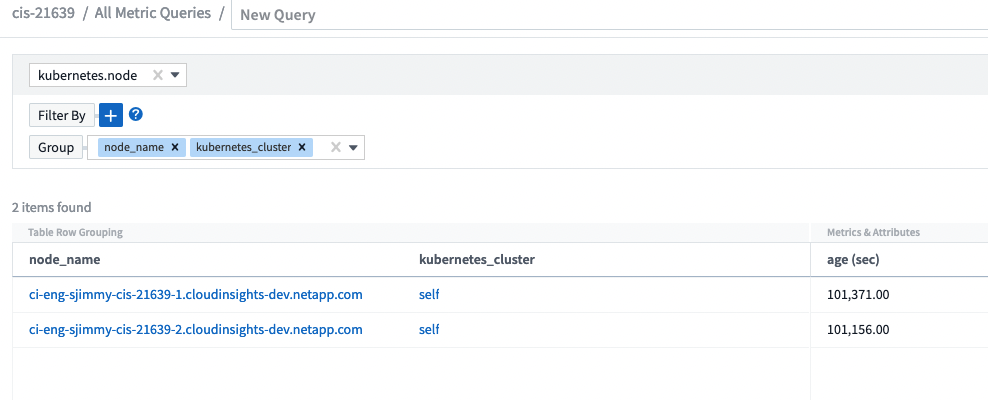 cis-21639 / All Metric Queries / New Query
kubernetes.node
Filter By + ?
Group node_name × kubernetes_cluster ×
2 items found
Table Row Grouping Metrics & Attributes
node_name kubernetes_cluster age (sec)
ci-eng-sjimmy-cis-21639-1.cloudinsights-dev.netapp.com self 101,371.00
ci-eng-sjimmy-cis-21639-2.cloudinsights-dev.netapp.com self 101,156.00